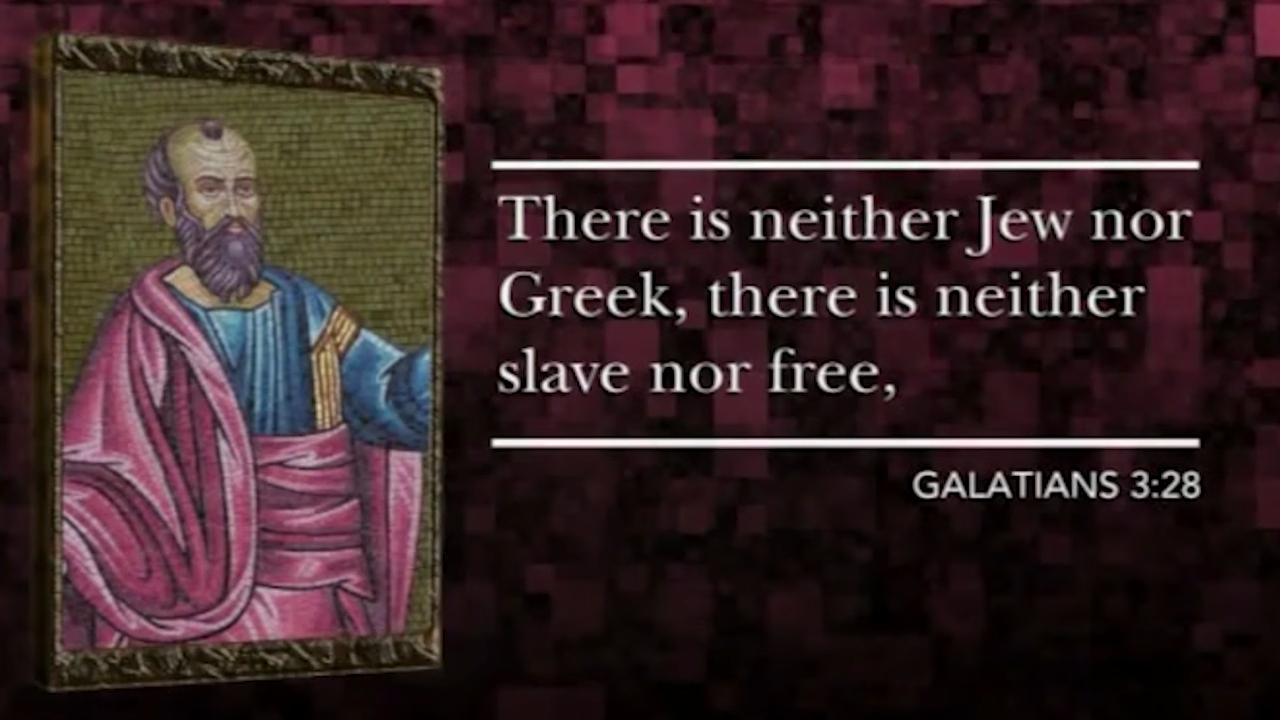 There is neither Jew nor
Greek, there is neither
slave nor free,
GALATIANS 3:28